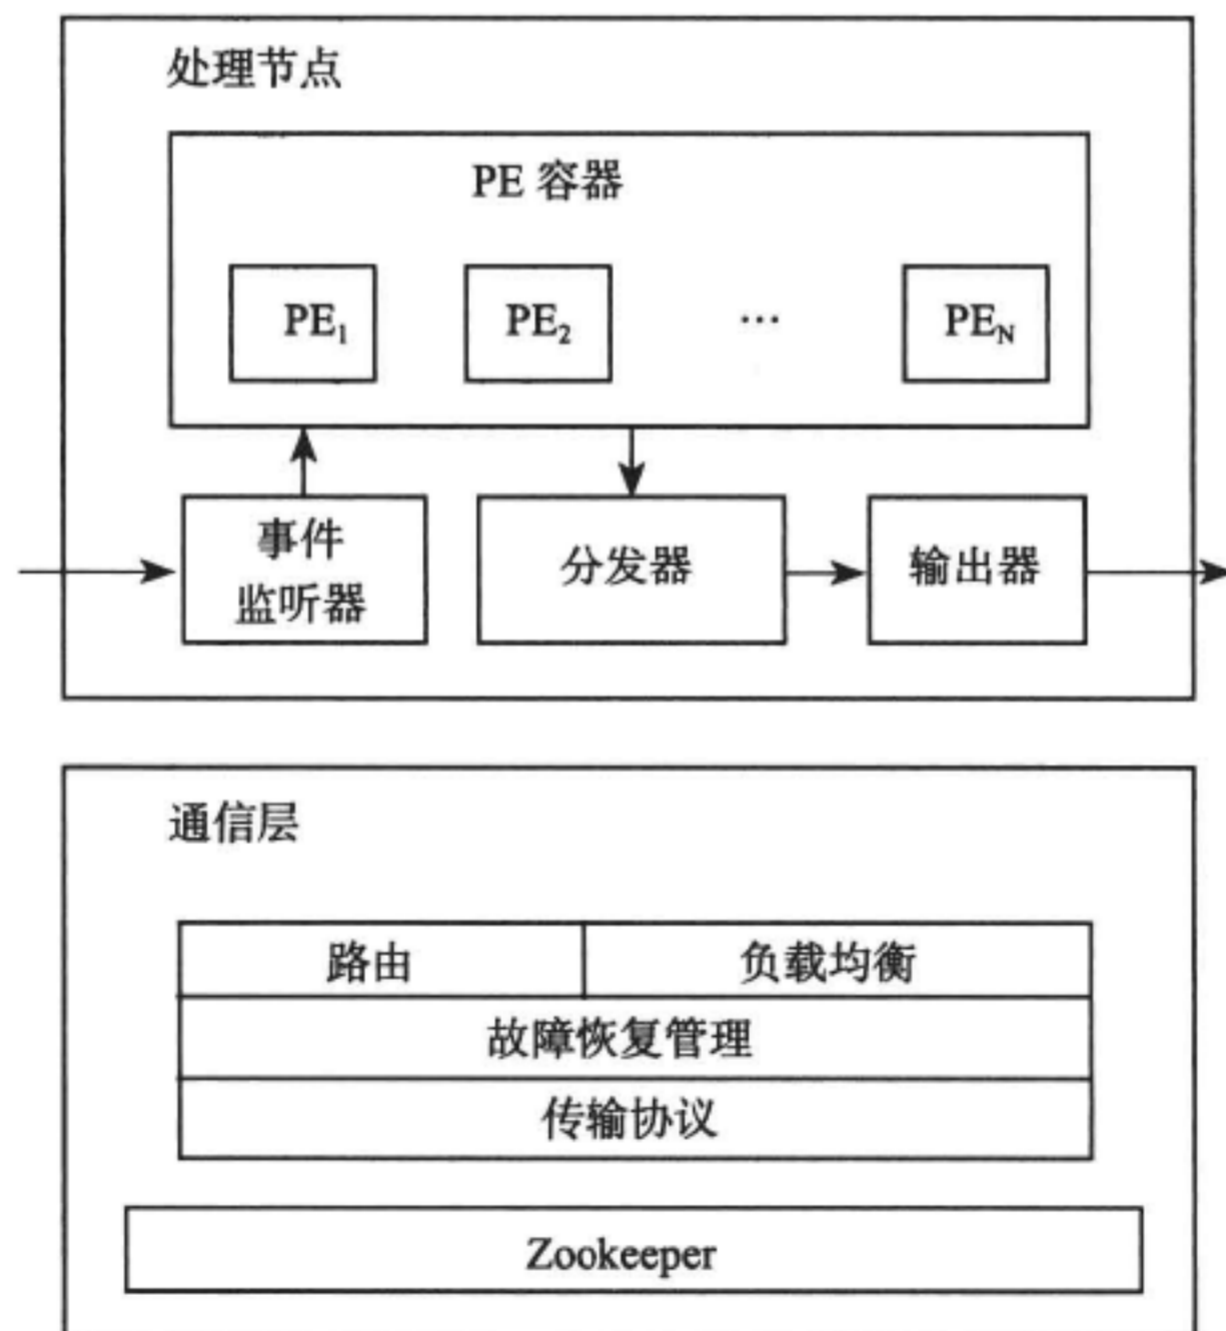 处理节点
PE 容器
PE₁ PE₂ ... PE_N
事件
监听器
分发器
输出器
通信层
路由 负载均衡
故障恢复管理
传输协议
Zookeeper